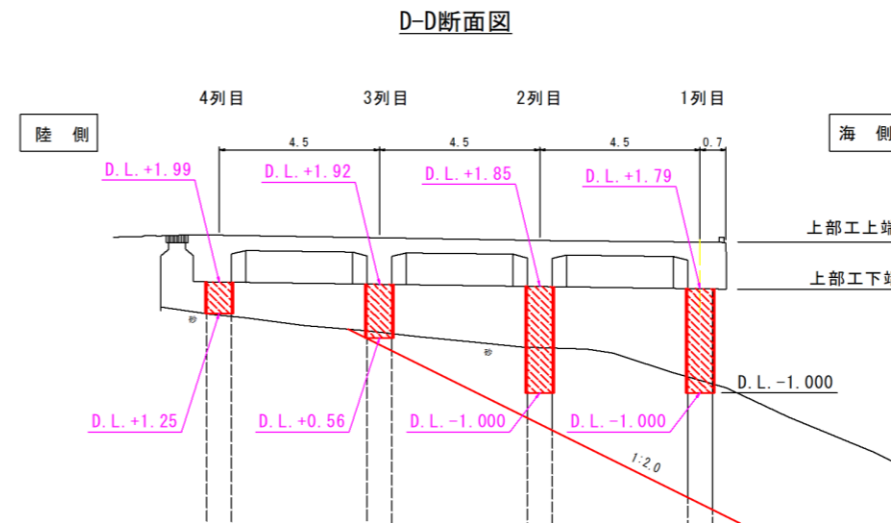 D-D断面図
4列目
3列目
2列目
1列目
陸 側
海 側
4.5
4.5
4.5
0.7
D.L.+1.99
D.L.+1.92
D.L.+1.85
D.L.+1.79
上部工上端
上部工下端
砂
砂
D.L.-1.000
D.L.+1.25
D.L.+0.56
D.L.-1.000
D.L.-1.000
1:2.0